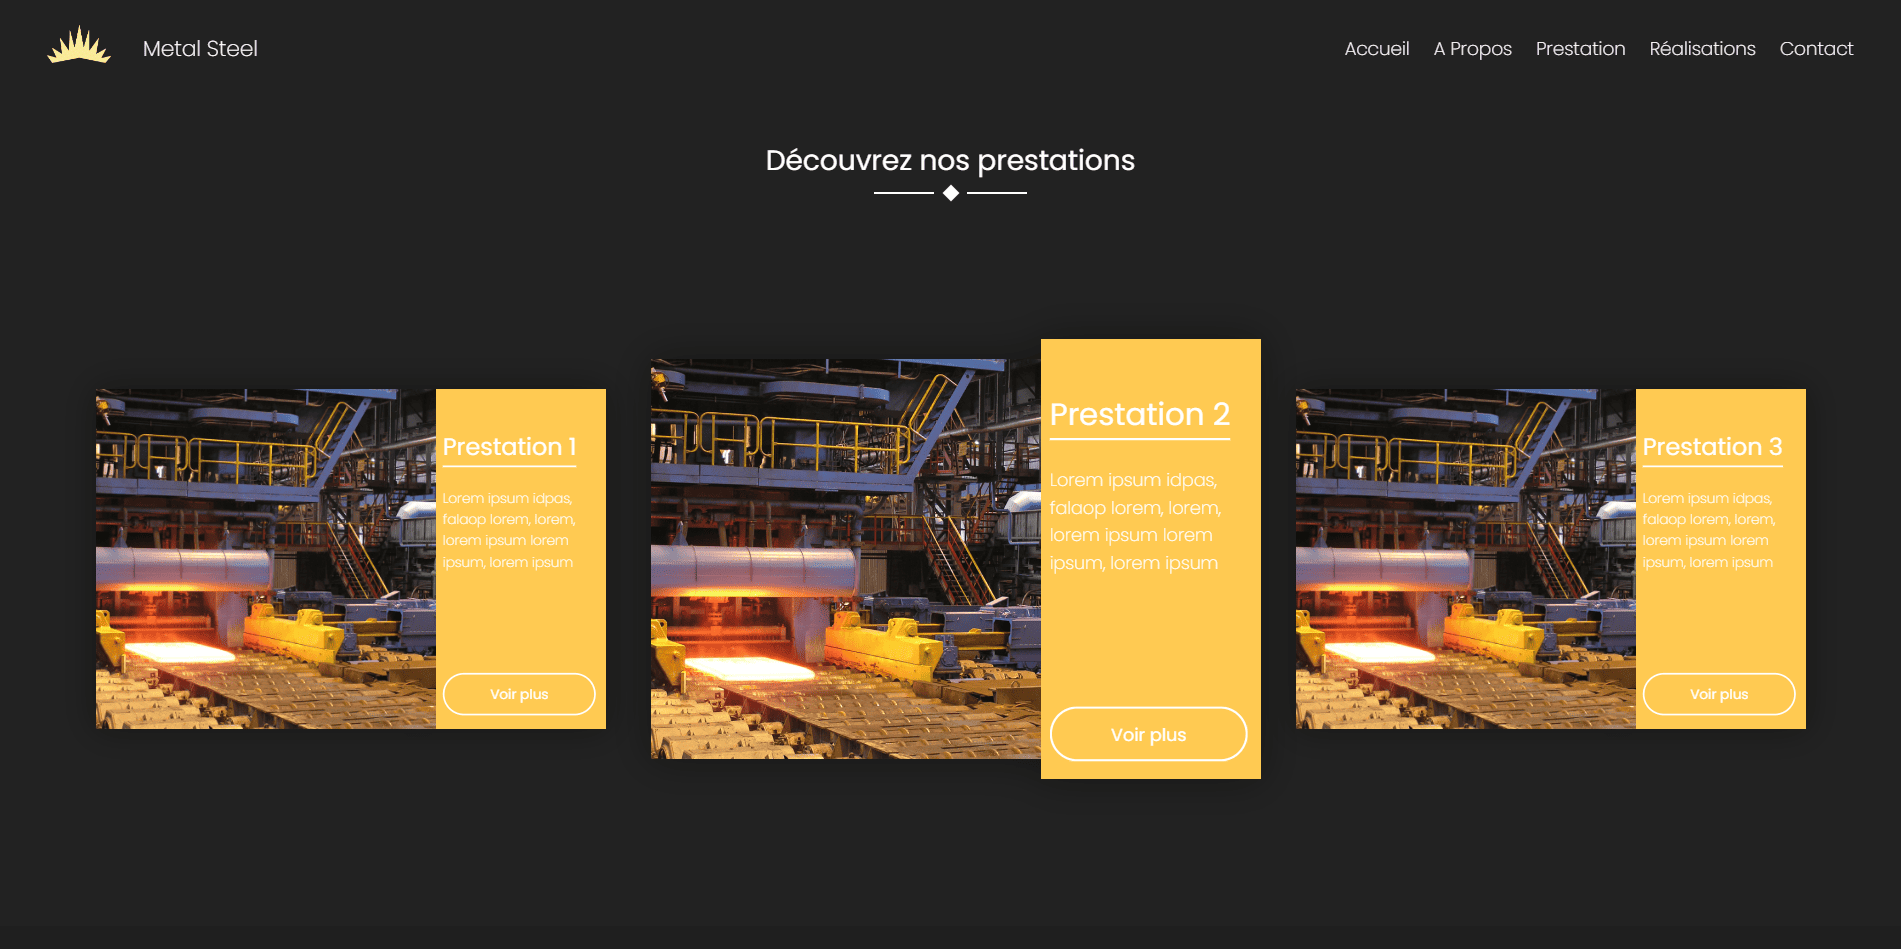 Metal Steel
Accueil A Propos Prestation Réalisations Contact
Découvrez nos prestations
Prestation 1
Lorem ipsum idpas,
falaop lorem, lorem,
lorem ipsum lorem
ipsum, lorem ipsum
Voir plus
Prestation 2
Lorem ipsum idpas,
falaop lorem, lorem,
lorem ipsum lorem
ipsum, lorem ipsum
Voir plus
Prestation 3
Lorem ipsum idpas,
falaop lorem, lorem,
lorem ipsum lorem
ipsum, lorem ipsum
Voir plus